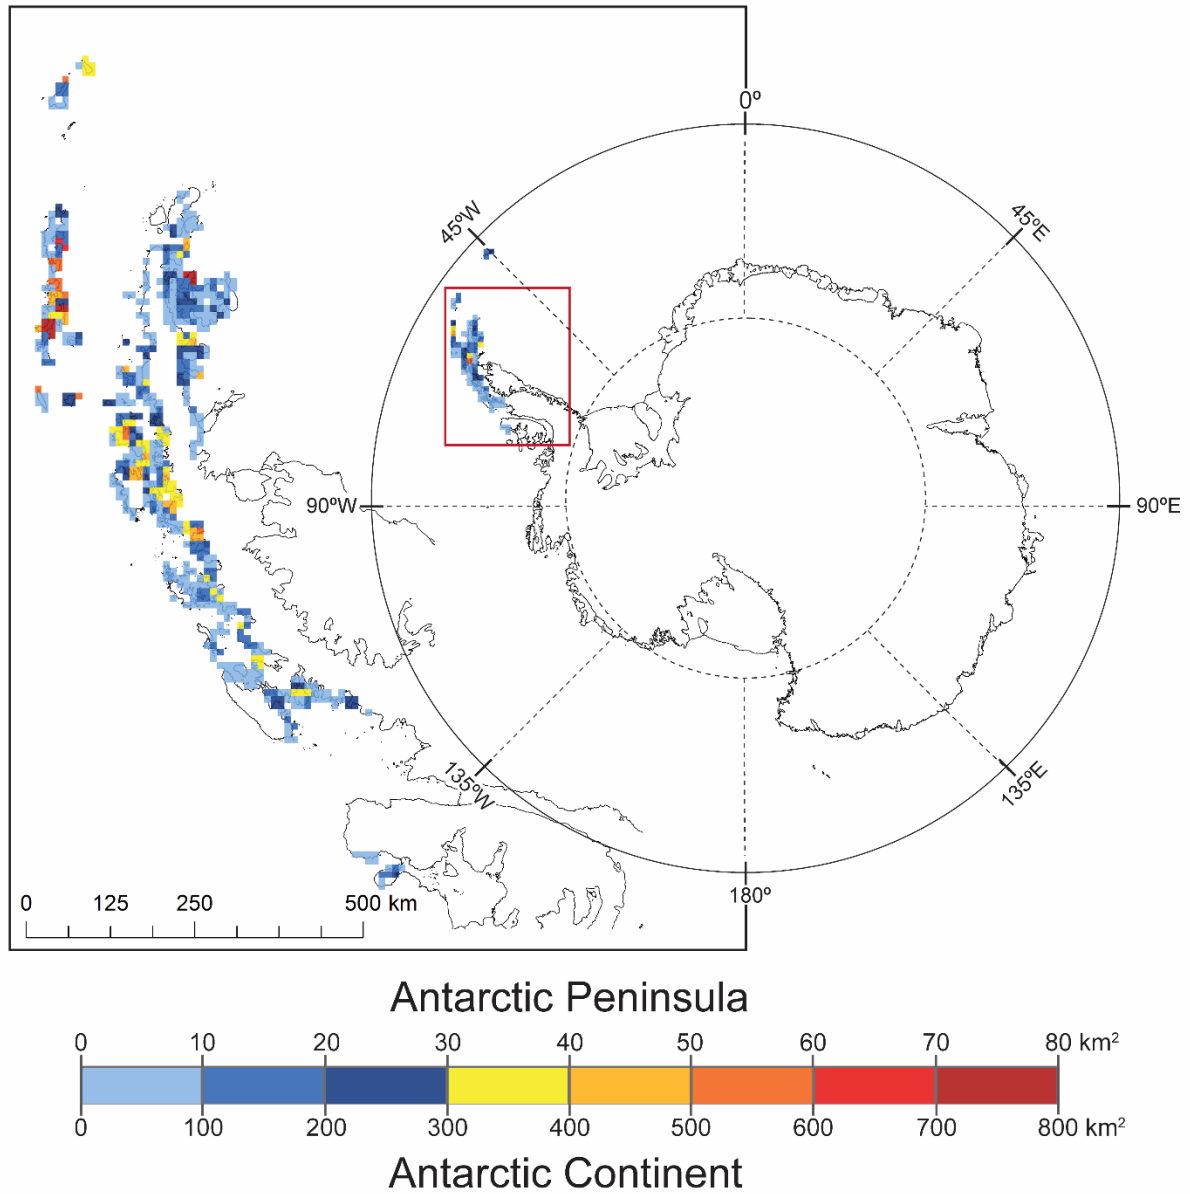 0º
45ºW
45ºE
90ºW
90ºE
135ºW
135ºE
180º
0 125 250 500 km
Antarctic Peninsula
0 10 20 30 40 50 60 70 80 km²
0 100 200 300 400 500 600 700 800 km²
Antarctic Continent